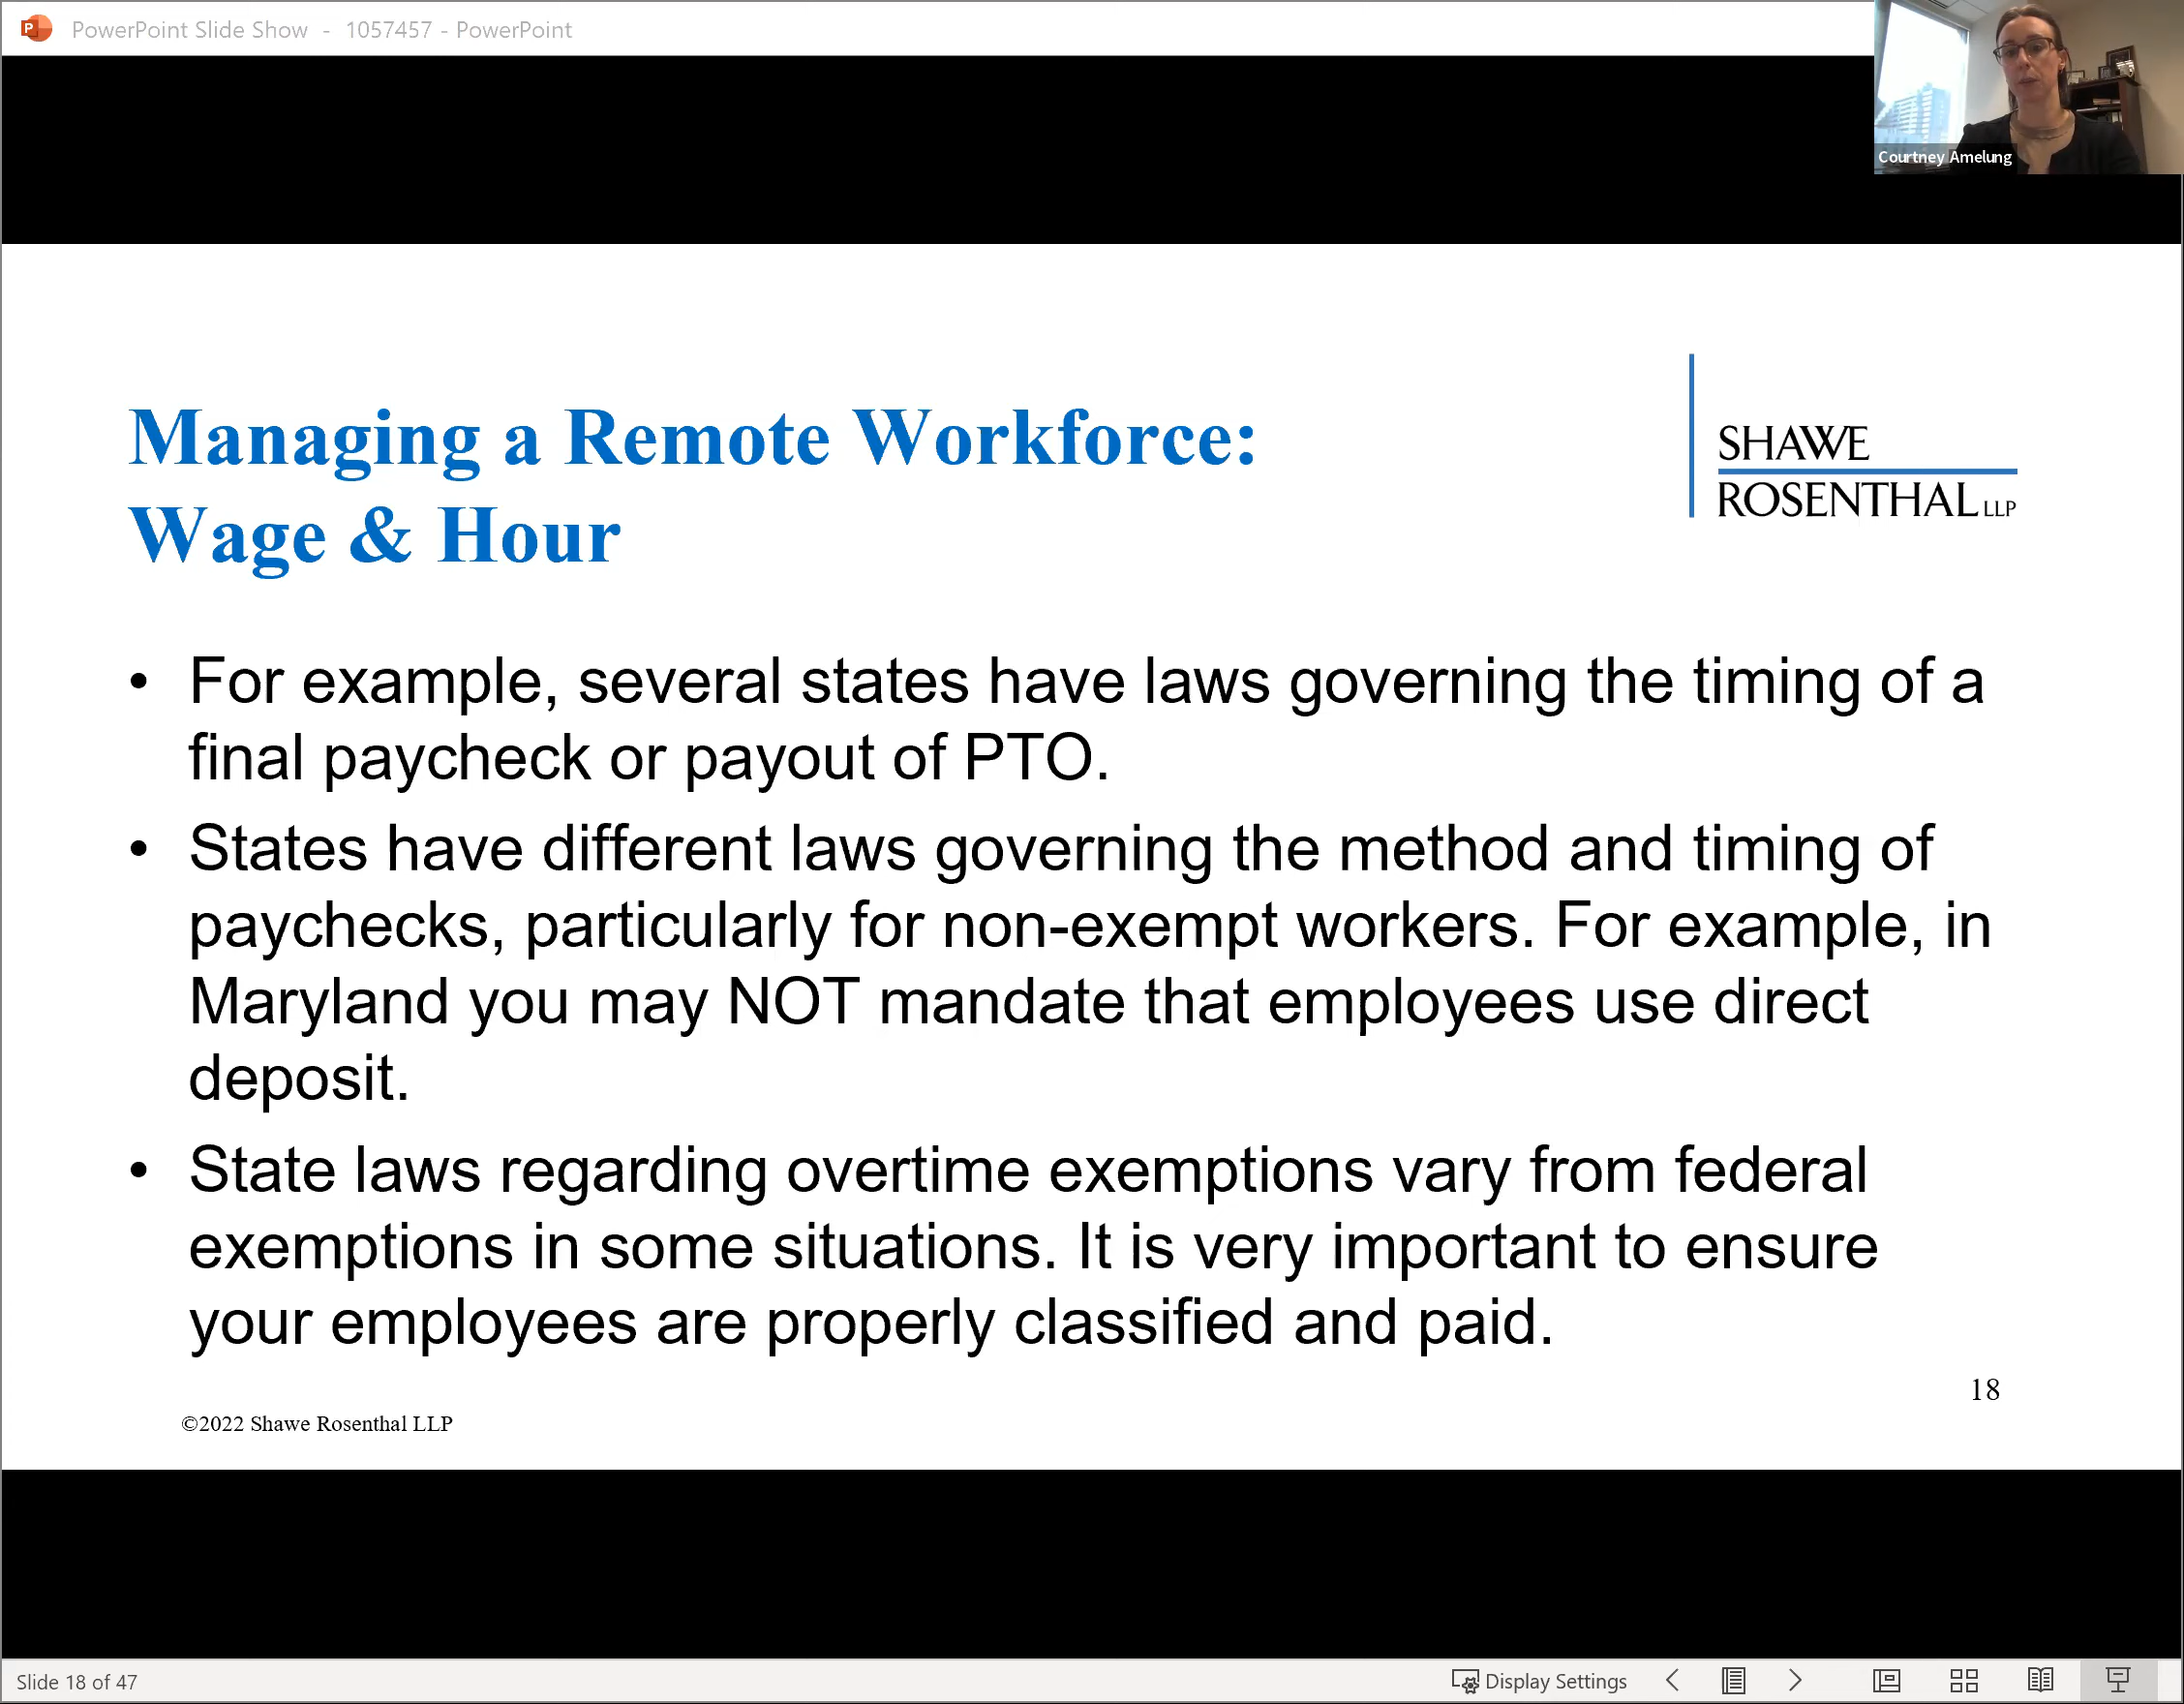 PowerPoint Slide Show - 1057457 - PowerPoint
Courtney Amelung
Managing a Remote Workforce:
Wage & Hour
SHAWE
ROSENTHAL LLP
• For example, several states have laws governing the timing of a
final paycheck or payout of PTO.
• States have different laws governing the method and timing of
paychecks, particularly for non-exempt workers. For example, in
Maryland you may NOT mandate that employees use direct
deposit.
• State laws regarding overtime exemptions vary from federal
exemptions in some situations. It is very important to ensure
your employees are properly classified and paid.
18
©2022 Shawe Rosenthal LLP
Slide 18 of 47
Display Settings